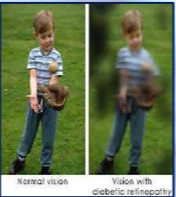 Normal vision
Vision with
diabetic retinopathy